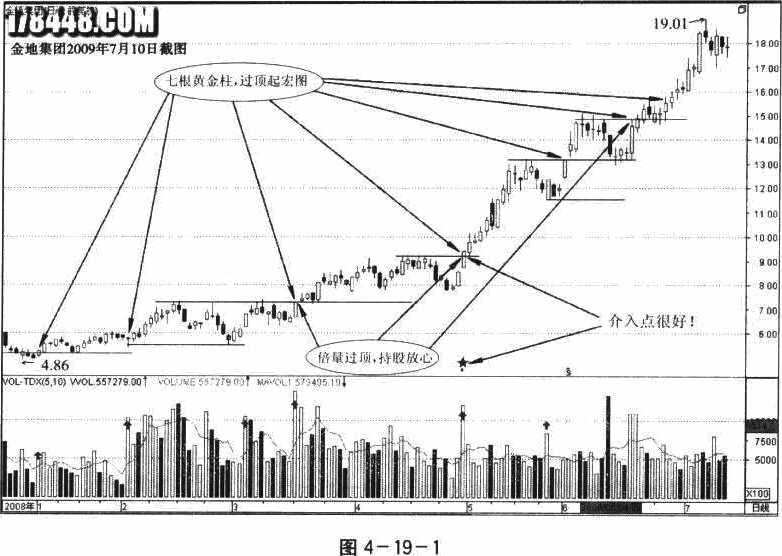 178448.COM
金地集团2009年7月10日截图
19.01
18.00
17.00
16.00
15.00
14.00
13.00
12.00
11.00
10.00
9.00
8.00
7.00
6.00
七根黄金柱,过顶起宏图
介入点很好!
倍量过顶,持股放心
4.86
VOL-TDX(5,10) VVOL:557279.00↑ VOLUME:557279.00↑ MAVOL1:579495.19↓
7500
5000
X100
2008年 1 2 3 4 5 6 7 日线
图 4-19-1